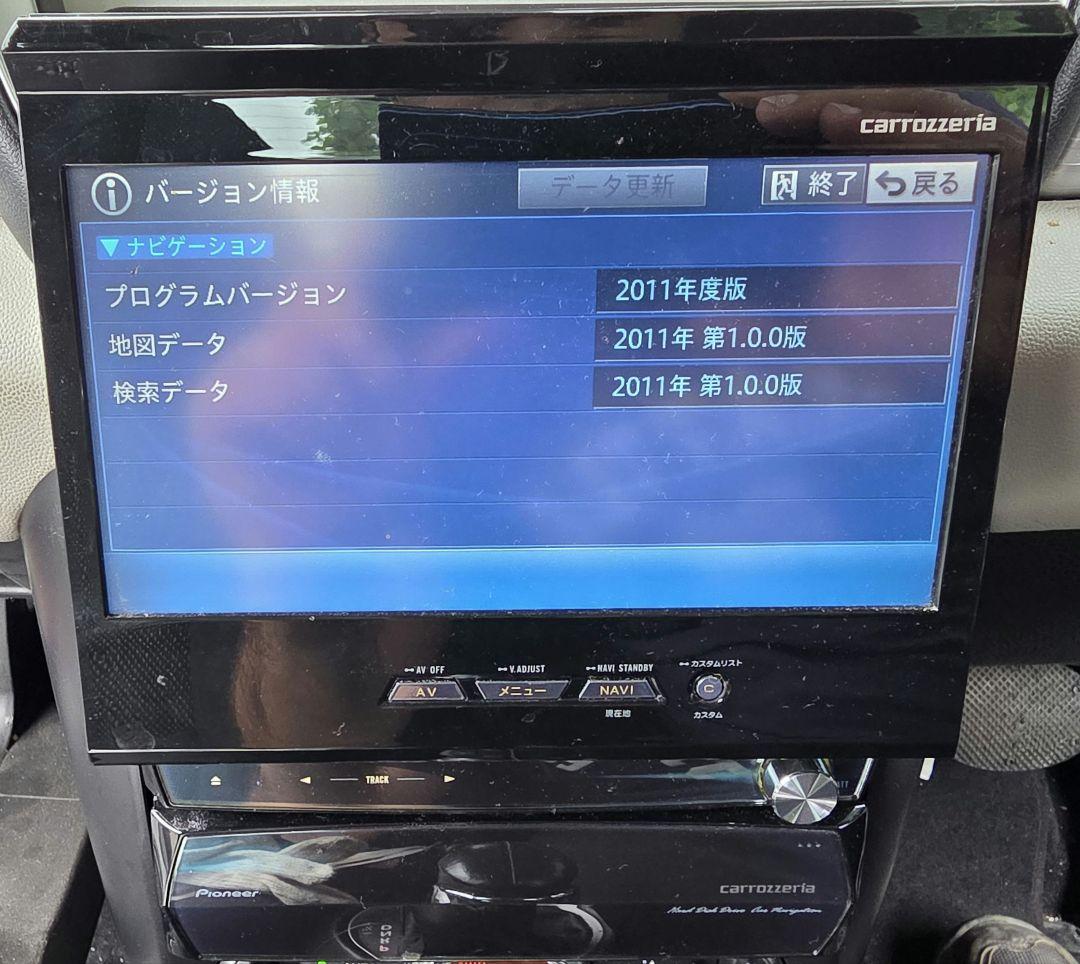 carrozzeria
バージョン情報 データ更新 終了 戻る
▼ ナビゲーション
プログラムバージョン 2011年度版
地図データ 2011年 第1.0.0版
検索データ 2011年 第1.0.0版
AV OFF V.ADJUST NAVI STANDBY カスタムリスト
AV メニュー NAVI C
現在地 カスタム
TRACK
Pioneer carrozzeria
Hard Disk Drive Car Navigation